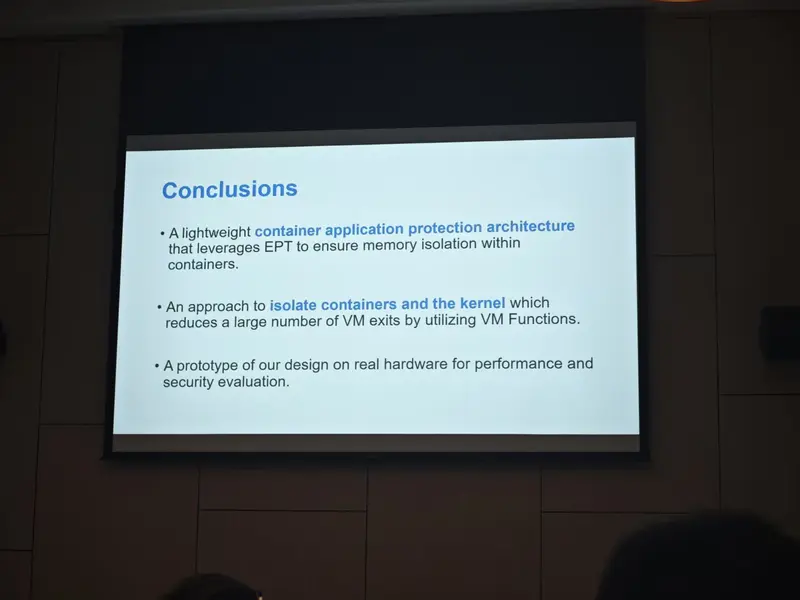 Conclusions
• A lightweight container application protection architecture
that leverages EPT to ensure memory isolation within
containers.
• An approach to isolate containers and the kernel which
reduces a large number of VM exits by utilizing VM Functions.
• A prototype of our design on real hardware for performance and
security evaluation.